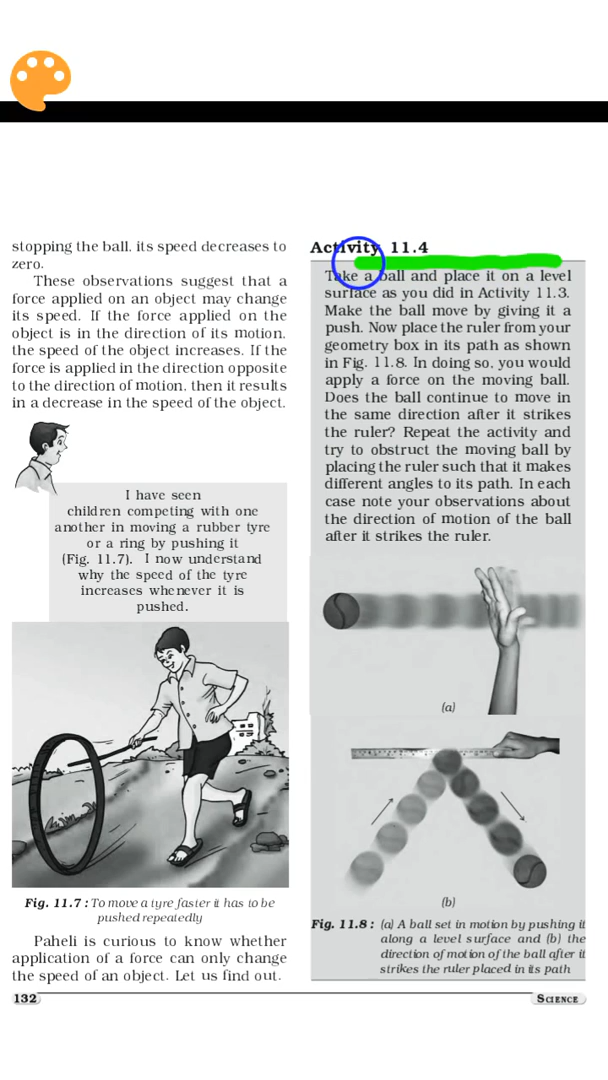 stopping the ball, its speed decreases to
zero.
These observations suggest that a
force applied on an object may change
its speed. If the force applied on the
object is in the direction of its motion,
the speed of the object increases. If the
force is applied in the direction opposite
to the direction of motion, then it results
in a decrease in the speed of the object.
I have seen
children competing with one
another in moving a rubber tyre
or a ring by pushing it
(Fig. 11.7). I now understand
why the speed of the tyre
increases whenever it is
pushed.
Fig. 11.7 : To move a tyre faster it has to be
pushed repeatedly
Paheli is curious to know whether
application of a force can only change
the speed of an object. Let us find out.
Activity 11.4
Take a ball and place it on a level
surface as you did in Activity 11.3.
Make the ball move by giving it a
push. Now place the ruler from your
geometry box in its path as shown
in Fig. 11.8. In doing so, you would
apply a force on the moving ball.
Does the ball continue to move in
the same direction after it strikes
the ruler? Repeat the activity and
try to obstruct the moving ball by
placing the ruler such that it makes
different angles to its path. In each
case note your observations about
the direction of motion of the ball
after it strikes the ruler.
(a)
(b)
Fig. 11.8 : (a) A ball set in motion by pushing it
along a level surface and (b) the
direction of motion of the ball after it
strikes the ruler placed in its path
132
SCIENCE